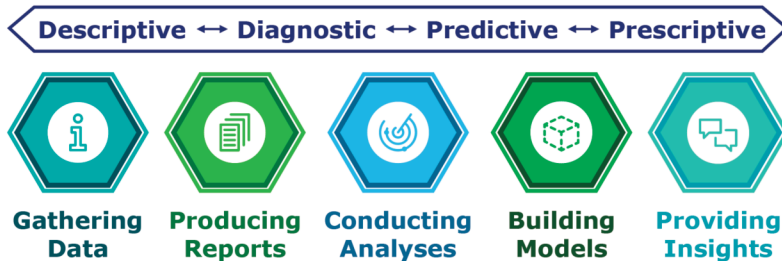 Descriptive ↔ Diagnostic ↔ Predictive ↔ Prescriptive
Gathering
Data
Producing
Reports
Conducting
Analyses
Building
Models
Providing
Insights